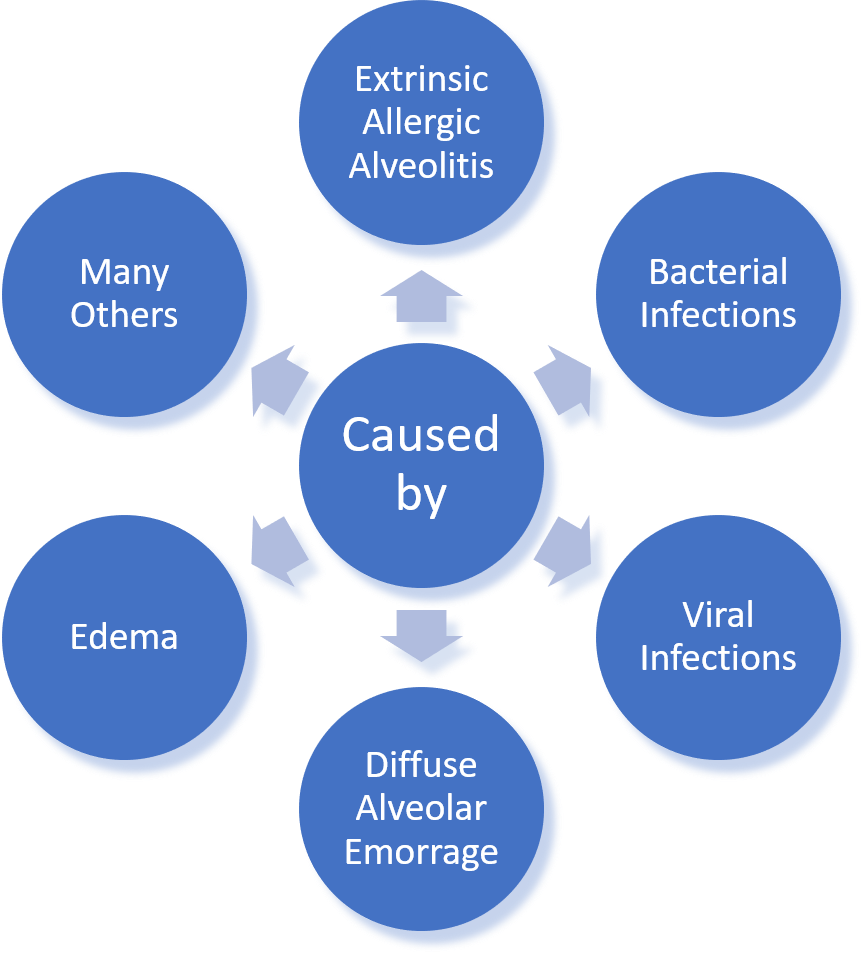 Extrinsic
Allergic
Alveolitis
Many
Others
Bacterial
Infections
Caused
by
Edema
Viral
Infections
Diffuse
Alveolar
Emorrage